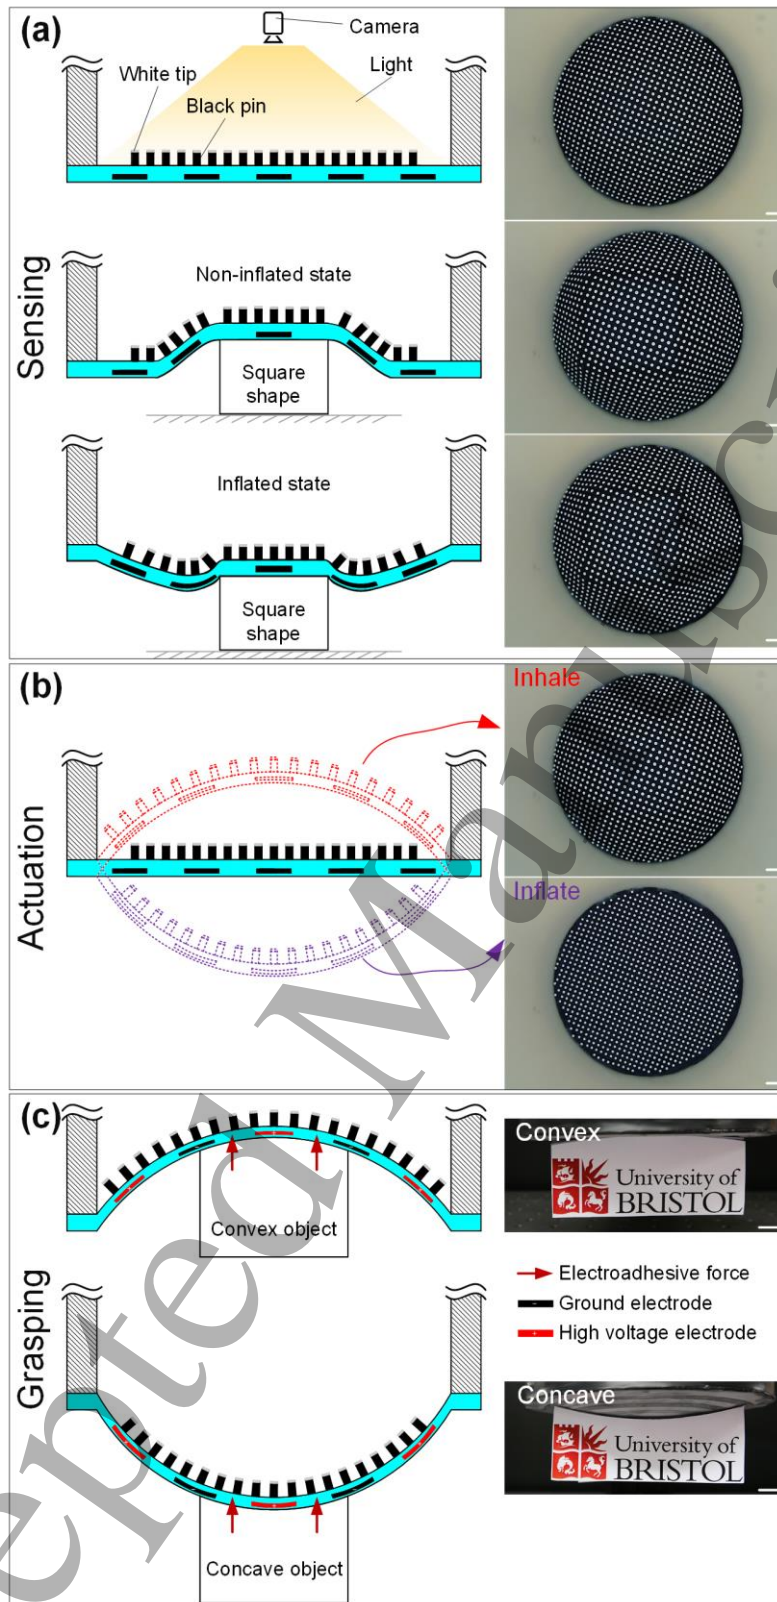 (a)
Camera
White tip
Light
Black pin
Sensing
Non-inflated state
Square
shape
Inflated state
Square
shape
(b)
Inhale
Actuation
Inflate
(c)
Convex
University of
BRISTOL
Convex object
Electroadhesive force
Ground electrode
High voltage electrode
Grasping
Concave
University of
BRISTOL
Concave object
epted Manuscri